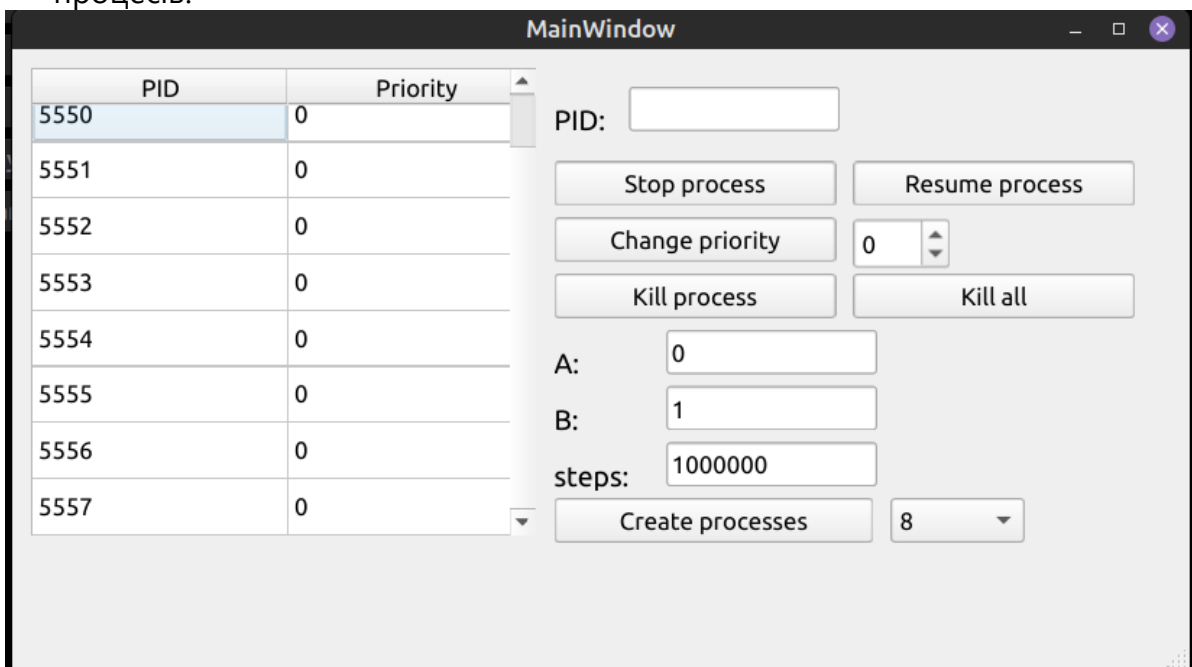 процесів.
MainWindow
PID Priority
5550 0
5551 0
5552 0
5553 0
5554 0
5555 0
5556 0
5557 0
PID:
Stop process Resume process
Change priority 0
Kill process Kill all
A: 0
B: 1
steps: 1000000
Create processes 8